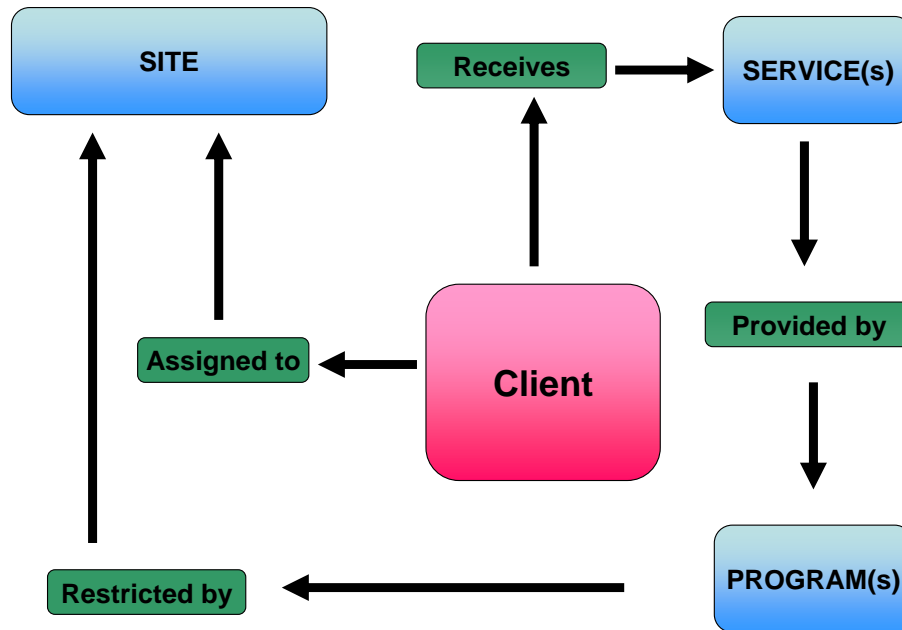 SITE
Receives
SERVICE(s)
Provided by
Assigned to
Client
Restricted by
PROGRAM(s)